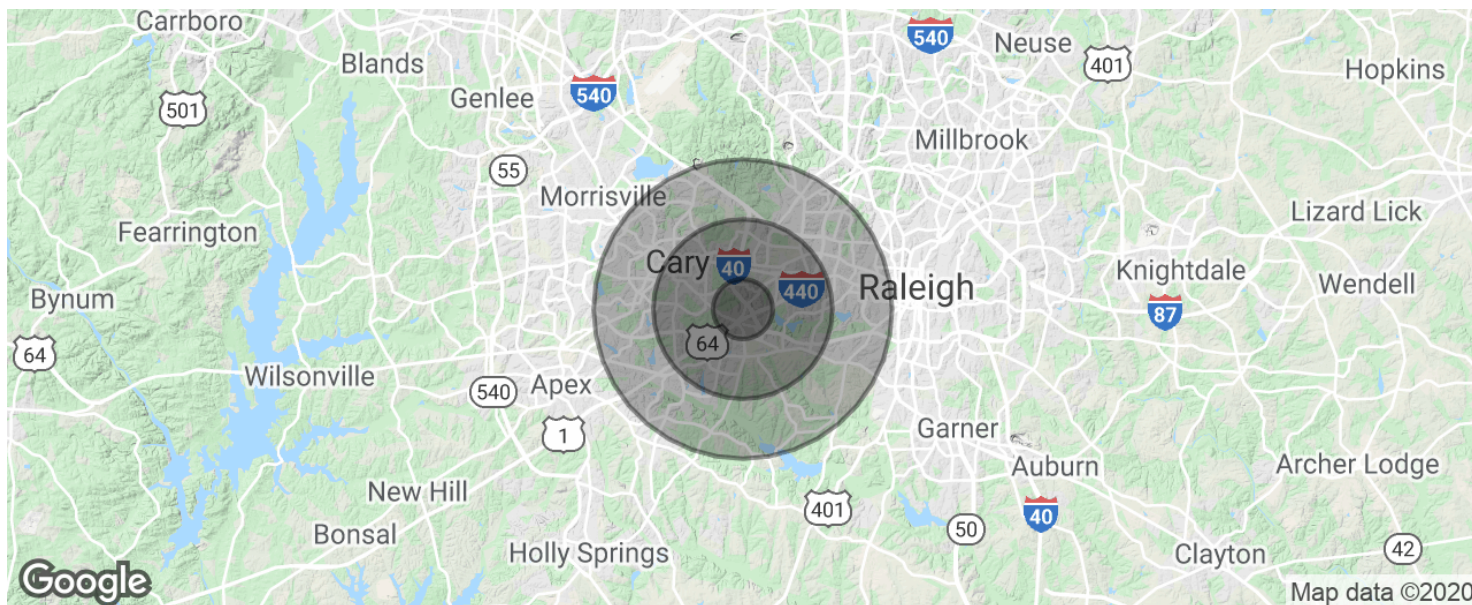 Carrboro
540
Neuse
401
Blands
Hopkins
Genlee
540
501
Millbrook
55
Morrisville
Lizard Lick
Fearrington
Cary
40
440
Raleigh
Knightdale
Wendell
Bynum
87
64
64
Wilsonville
540
Apex
1
Garner
Auburn
Archer Lodge
New Hill
401
40
50
Bonsal
Holly Springs
Clayton
42
Google
Map data ©2020